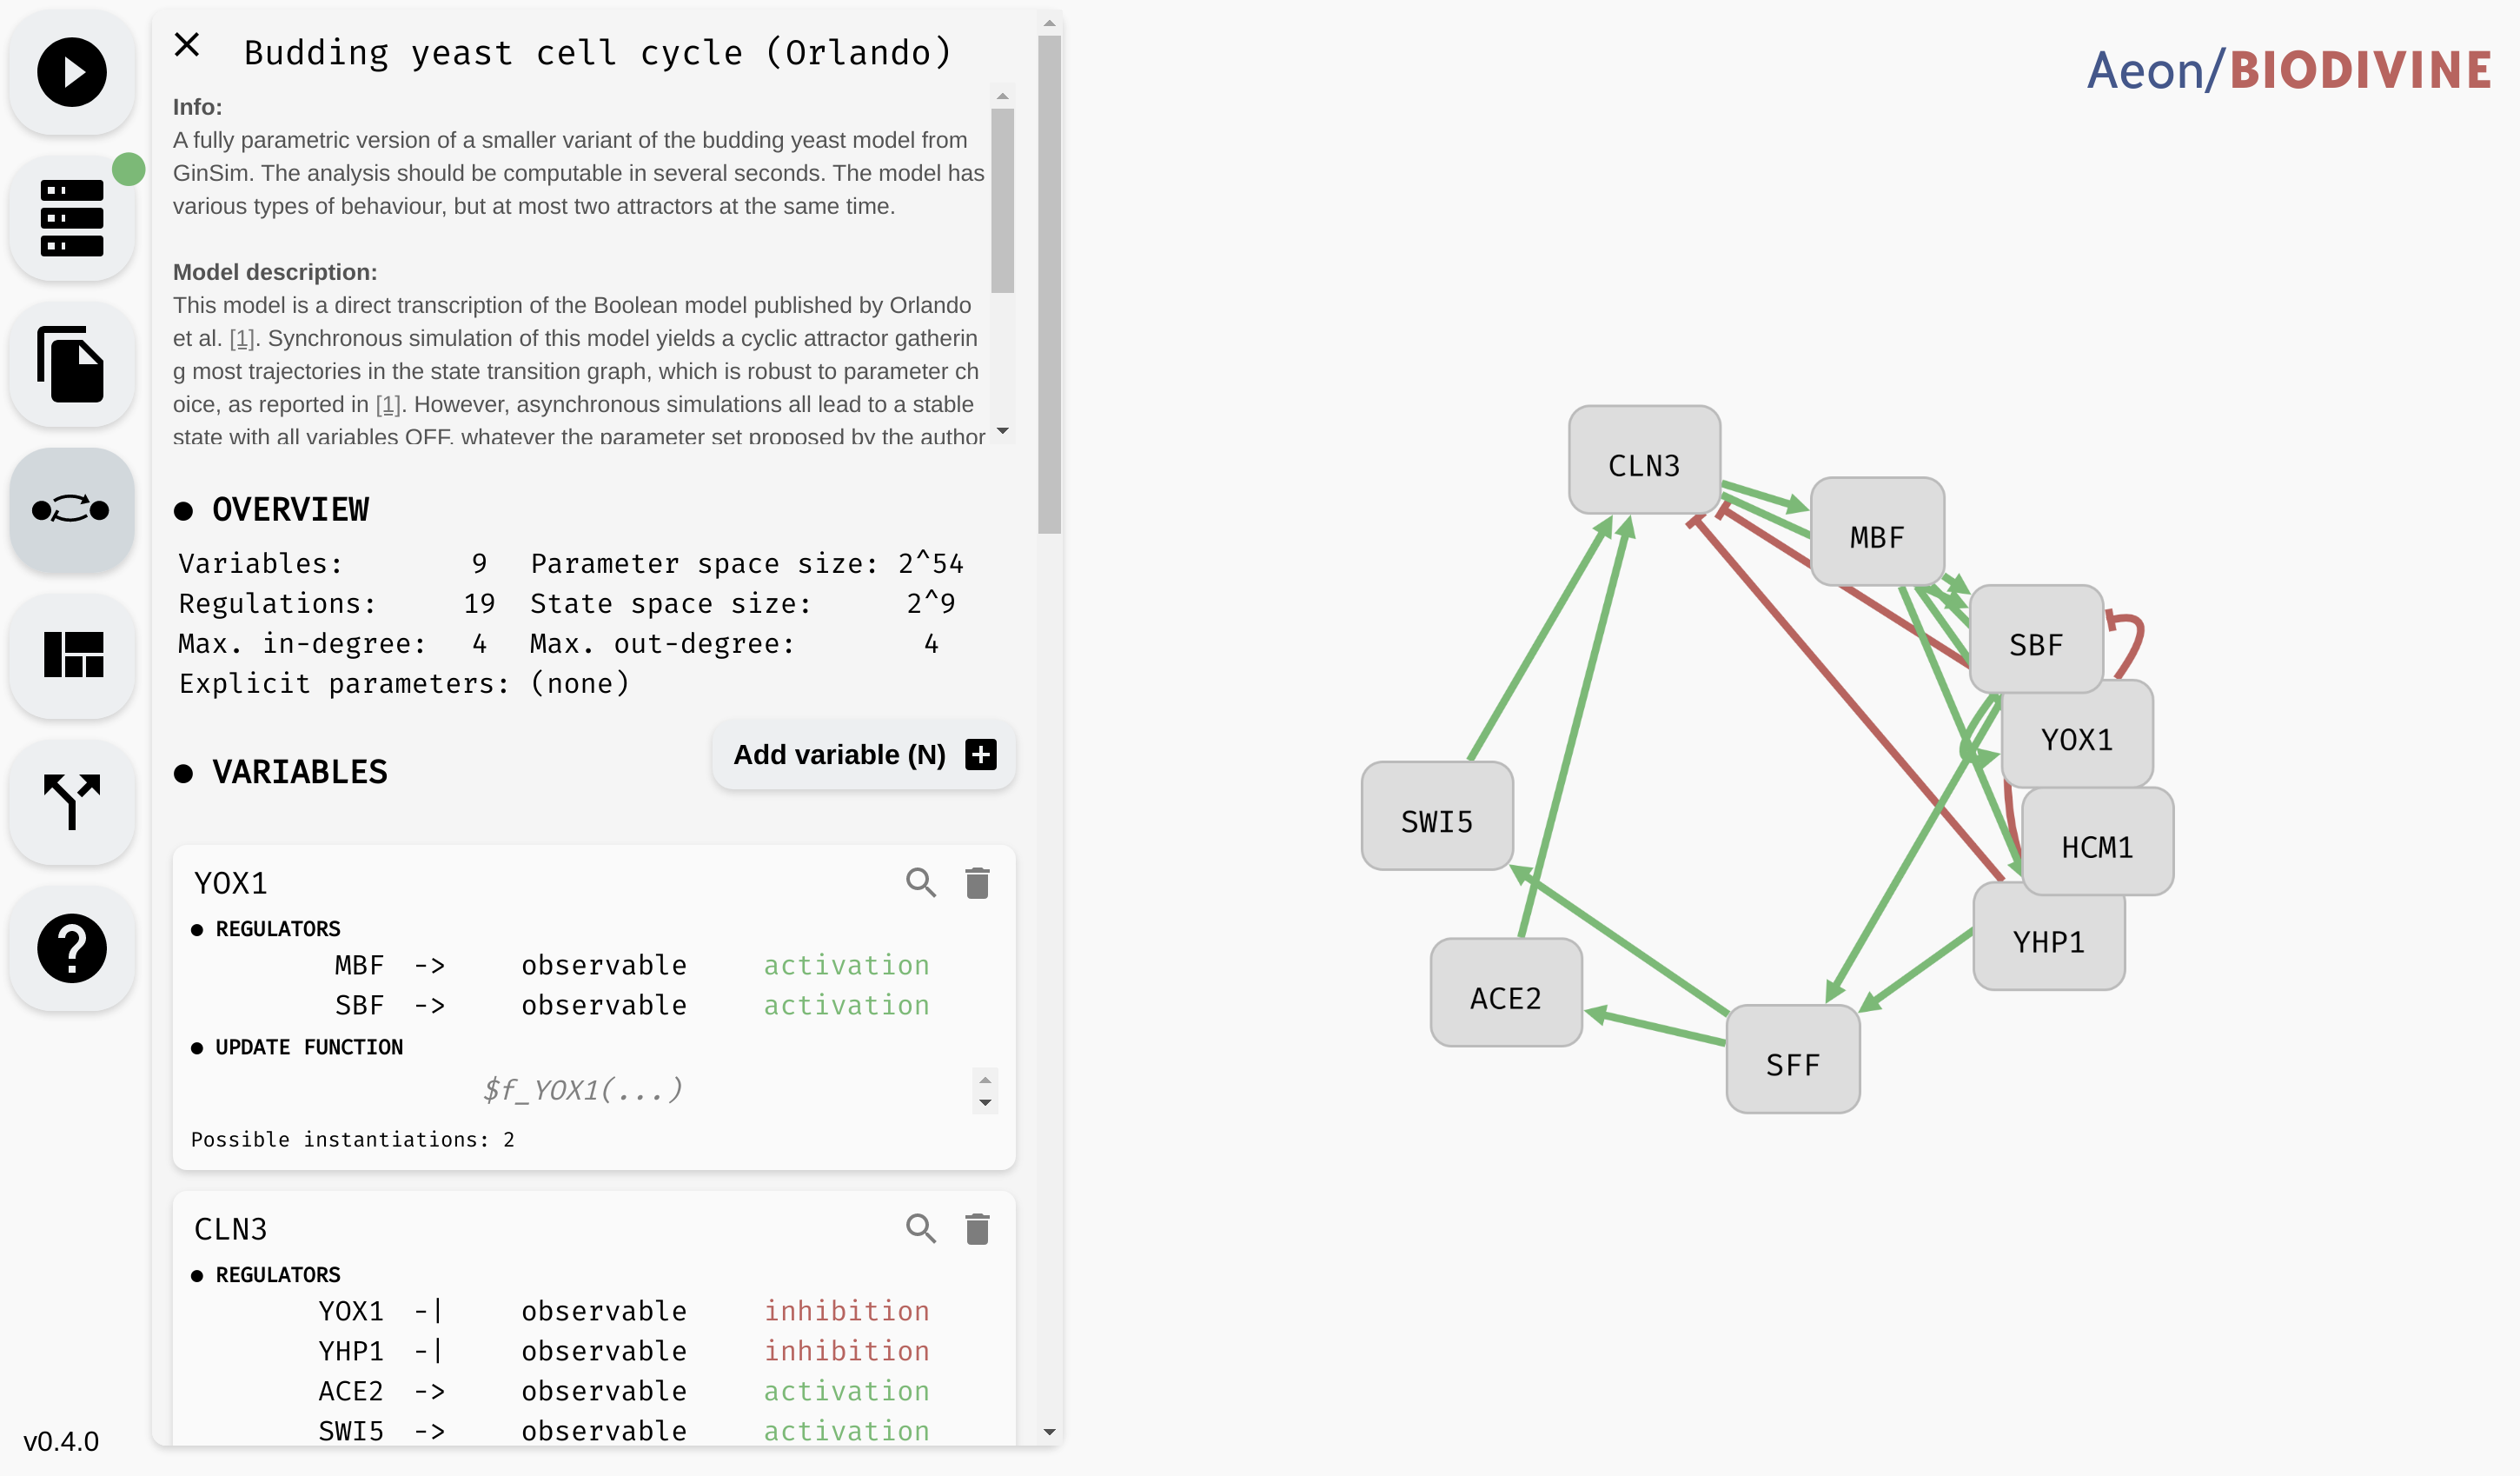 Budding yeast cell cycle (Orlando)
Info:
A fully parametric version of a smaller variant of the budding yeast model from
GinSim. The analysis should be computable in several seconds. The model has
various types of behaviour, but at most two attractors at the same time.
Model description:
This model is a direct transcription of the Boolean model published by Orlando
et al. [1]. Synchronous simulation of this model yields a cyclic attractor gatherin
g most trajectories in the state transition graph, which is robust to parameter ch
oice, as reported in [1]. However, asynchronous simulations all lead to a stable
state with all variables OFF, whatever the parameter set proposed by the author
● OVERVIEW
Variables: 9 Parameter space size: 2^54
Regulations: 19 State space size: 2^9
Max. in-degree: 4 Max. out-degree: 4
Explicit parameters: (none)
Add variable (N)
● VARIABLES
YOX1
● REGULATORS
MBF -> observable activation
SBF -> observable activation
● UPDATE FUNCTION
$f_YOX1(...)
Possible instantiations: 2
CLN3
● REGULATORS
YOX1 -| observable inhibition
YHP1 -| observable inhibition
ACE2 -> observable activation
SWI5 -> observable activation
v0.4.0
Aeon/BIODIVINE
CLN3
MBF
SBF
YOX1
SWI5
HCM1
YHP1
ACE2
SFF